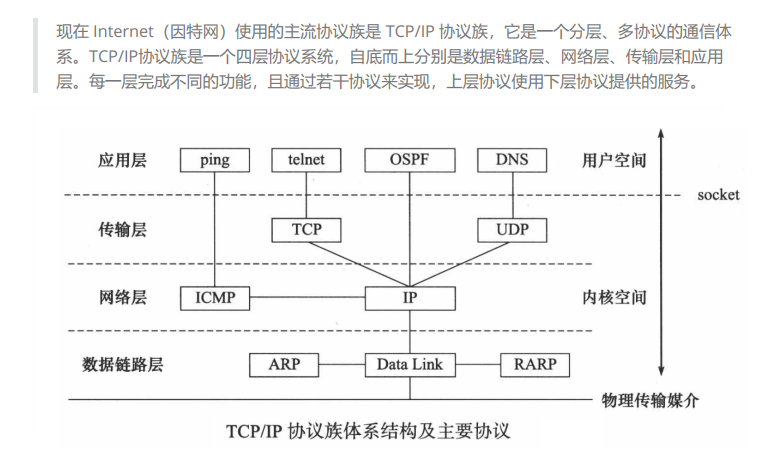 现在 Internet（因特网）使用的主流协议族是 TCP/IP 协议族，它是一个分层、多协议的通信体
系。TCP/IP协议族是一个四层协议系统，自底而上分别是数据链路层、网络层、传输层和应用
层。每一层完成不同的功能，且通过若干协议来实现，上层协议使用下层协议提供的服务。
应用层 ping telnet OSPF DNS 用户空间
socket
传输层 TCP UDP
网络层 ICMP IP 内核空间
数据链路层 ARP Data Link RARP
物理传输媒介
TCP/IP 协议族体系结构及主要协议